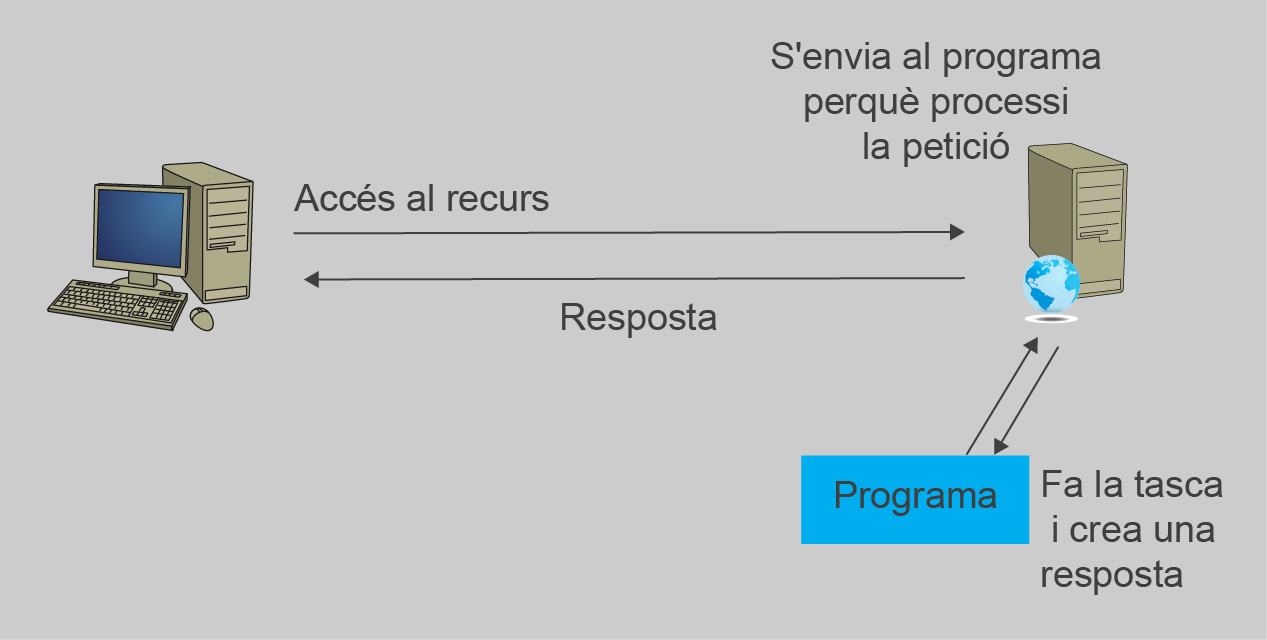 S'envia al programa
perquè processi
la petició
Accés al recurs
Resposta
Programa
Fa la tasca
i crea una
resposta